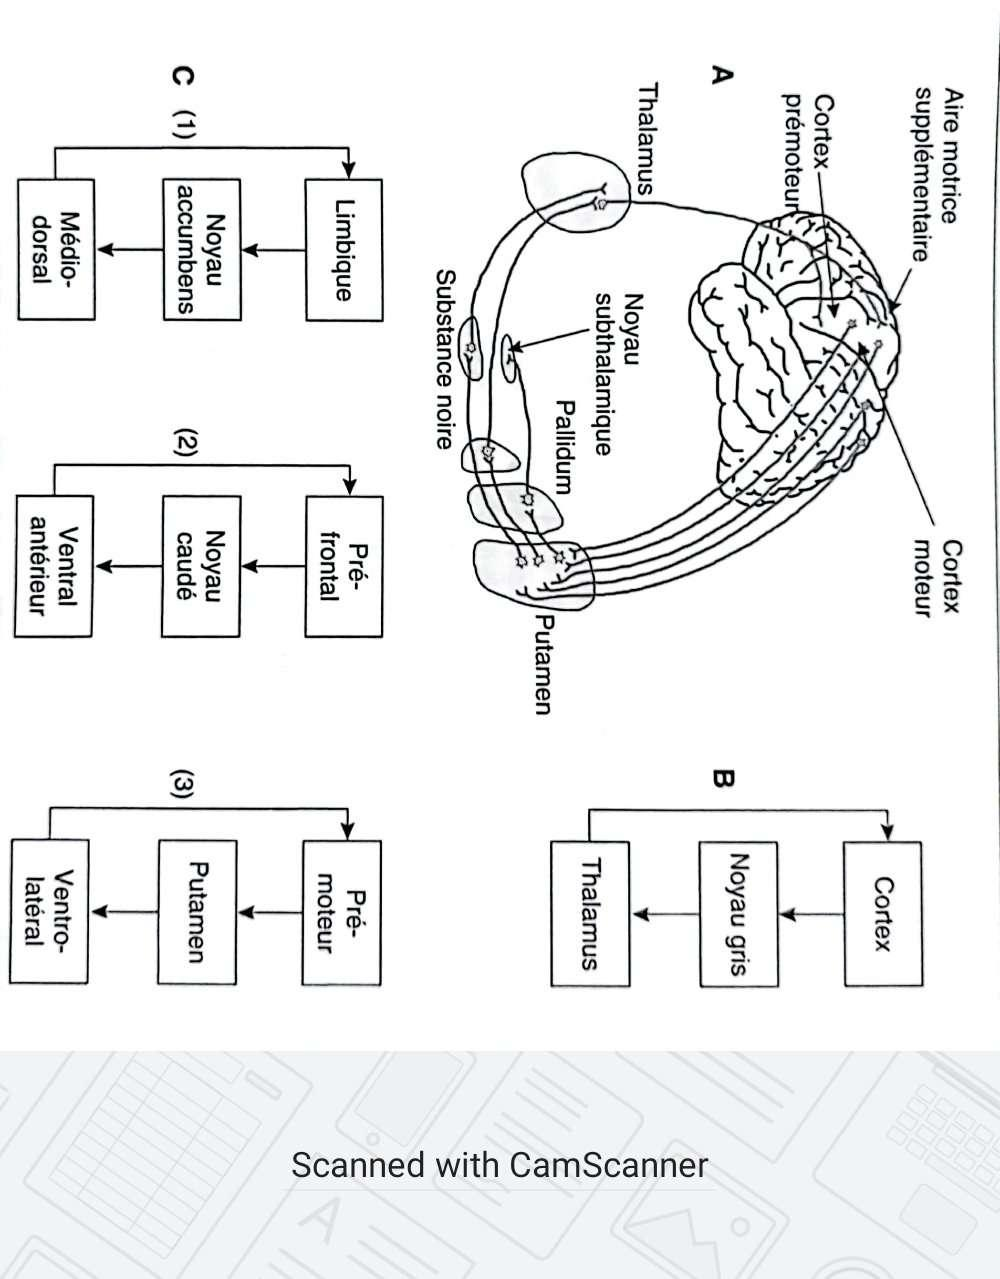 A
Aire motrice
supplémentaire
Cortex
prémoteur
Cortex
moteur
Thalamus
Noyau
subthalamique
Pallidum
Putamen
Substance noire
B
Cortex
Noyau gris
Thalamus
C
(1)
Limbique
Noyau
accumbens
Médio-
dorsal
(2)
Pré-
frontal
Noyau
caudé
Ventral
antérieur
(3)
Pré-
moteur
Putamen
Ventro-
latéral
Scanned with CamScanner